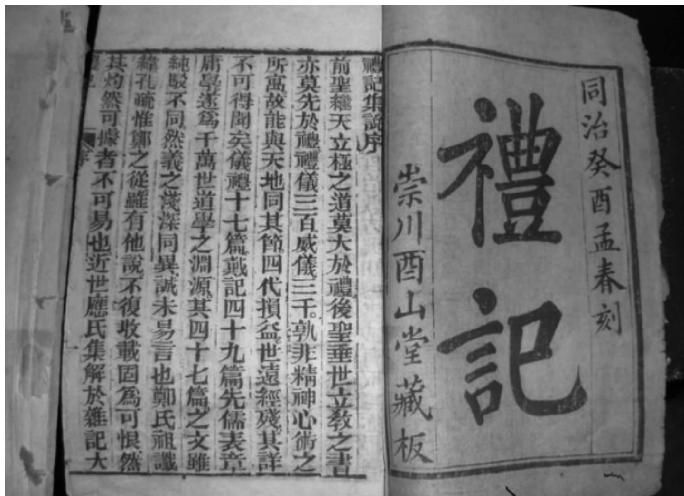 同治癸酉孟春刻
禮記
崇川酉山堂藏板
禮記集說序
前聖繼天立極之道莫大於禮後聖垂世立教之書
亦莫先於禮禮儀三百威儀三千孰非精神心術之
所寓故能與天地同其節四代損益世遠經殘其詳
不可得聞矣儀禮十七篇戴記四十九篇先儒表章
庸學遂爲千萬世道學之淵源其四十七篇之文雖
純駁不同然義之淺深同異誠未易言也鄭氏祖讖
緯孔疏惟鄭之從雖有他說不復收載固為可恨然
其灼然可據者不可易也近世應氏集解於雜記大
序